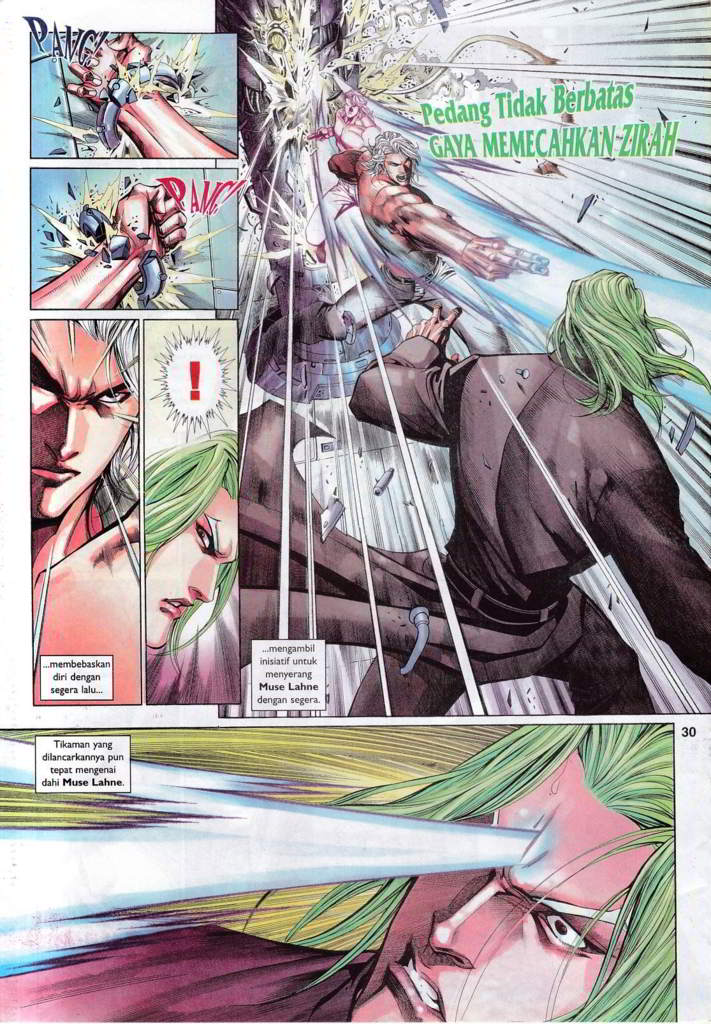 PANG!
PANG!
!
...membebaskan
diri dengan
segera lalu...
Pedang Tidak Berbatas
GAYA MEMECAHKAN ZIRAH
...mengambil
inisiatif untuk
menyerang
Muse Lahne
dengan segera.
30
Tikaman yang
dilancarkannya pun
tepat mengenai
dahi Muse Lahne.